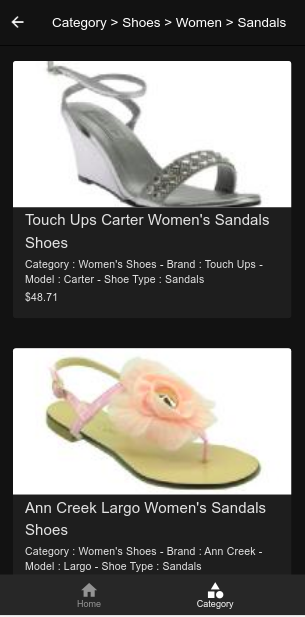 Category > Shoes > Women > Sandals
Touch Ups Carter Women's Sandals
Shoes
Category : Women's Shoes - Brand : Touch Ups -
Model : Carter - Shoe Type : Sandals
$48.71
Ann Creek Largo Women's Sandals
Shoes
Category : Women's Shoes - Brand : Ann Creek -
Model : Largo - Shoe Type : Sandals
Home
Category